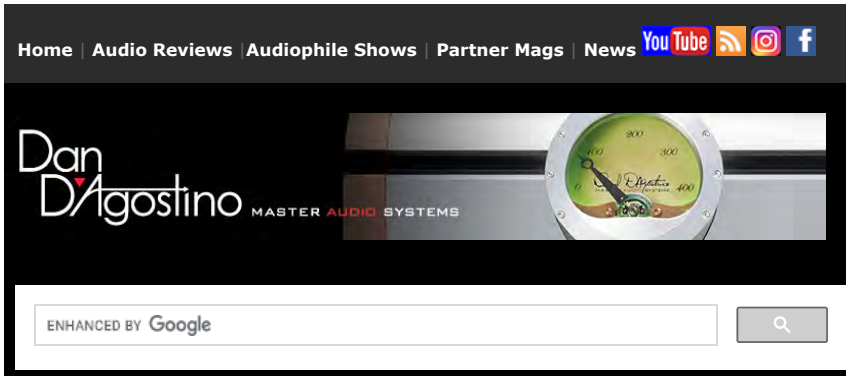 Home | Audio Reviews |Audiophile Shows | Partner Mags | News YouTube f
Dan
D'Agostino MASTER AUDIO SYSTEMS
200
100 300
0 400
ENHANCED BY Google